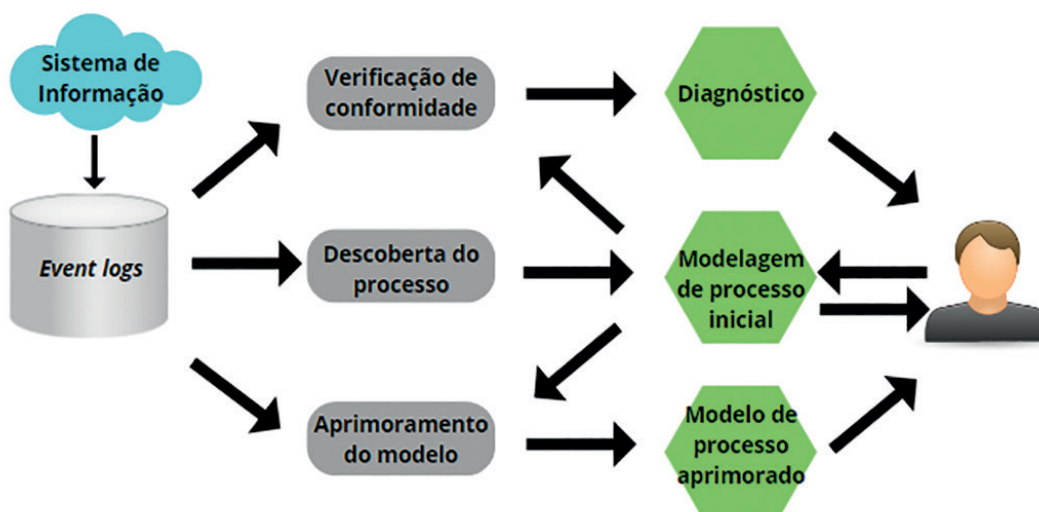 Sistema de
Informação
Verificação de
conformidade
Diagnóstico
Event logs
Descoberta do
processo
Modelagem
de processo
inicial
Aprimoramento
do modelo
Modelo de
processo
aprimorado